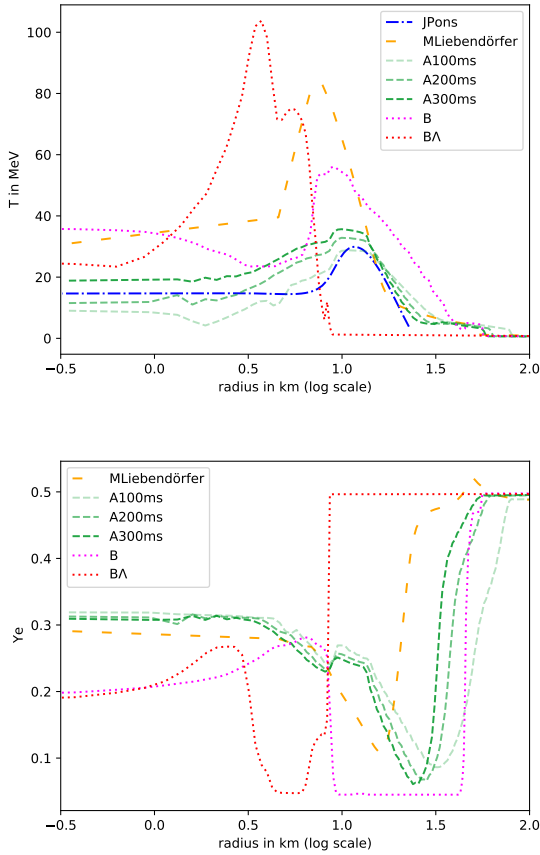 100
80
60
40
20
0
T in MeV
JPons
MLiebendörfer
A100ms
A200ms
A300ms
B
BΛ
−0.5 0.0 0.5 1.0 1.5 2.0
radius in km (log scale)
0.5
0.4
0.3
0.2
0.1
Ye
MLiebendörfer
A100ms
A200ms
A300ms
B
BΛ
−0.5 0.0 0.5 1.0 1.5 2.0
radius in km (log scale)